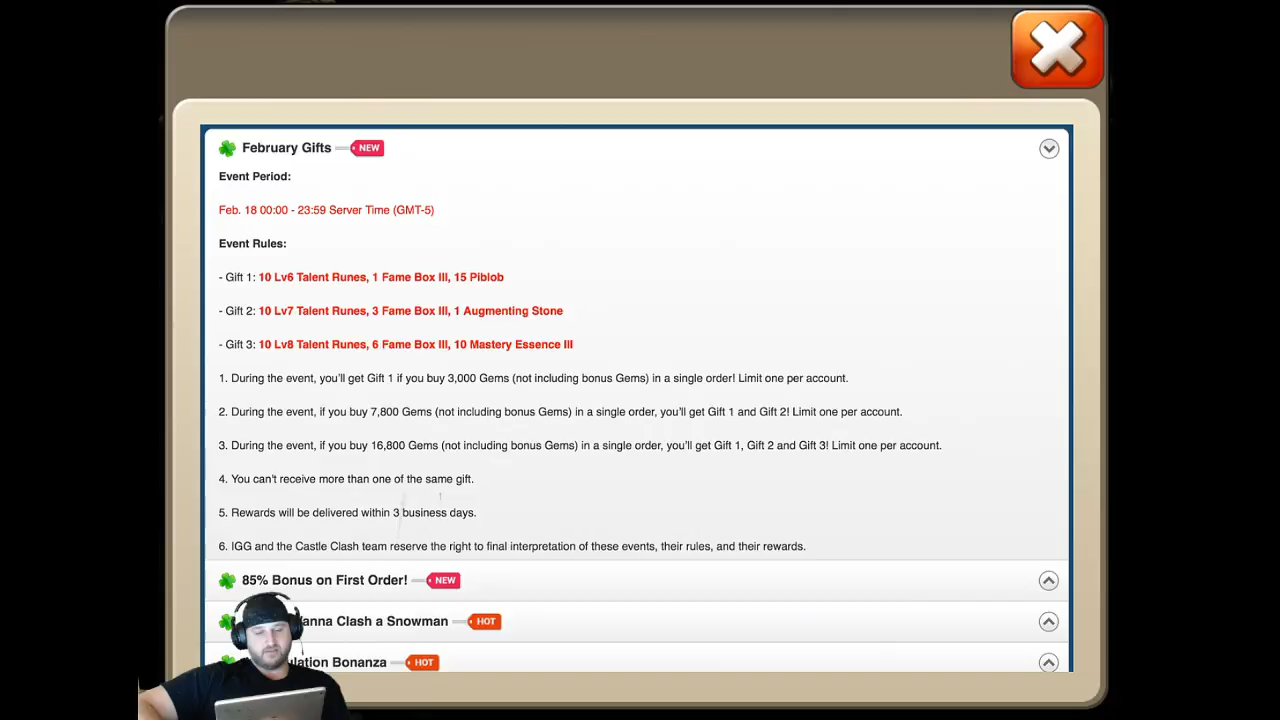 February Gifts NEW
Event Period:
Feb. 18 00:00 - 23:59 Server Time (GMT-5)
Event Rules:
- Gift 1: 10 Lv6 Talent Runes, 1 Fame Box III, 15 Piblob
- Gift 2: 10 Lv7 Talent Runes, 3 Fame Box III, 1 Augmenting Stone
- Gift 3: 10 Lv8 Talent Runes, 6 Fame Box III, 10 Mastery Essence III
1. During the event, you'll get Gift 1 if you buy 3,000 Gems (not including bonus Gems) in a single order! Limit one per account.
2. During the event, if you buy 7,800 Gems (not including bonus Gems) in a single order, you'll get Gift 1 and Gift 2! Limit one per account.
3. During the event, if you buy 16,800 Gems (not including bonus Gems) in a single order, you'll get Gift 1, Gift 2 and Gift 3! Limit one per account.
4. You can't receive more than one of the same gift.
5. Rewards will be delivered within 3 business days.
6. IGG and the Castle Clash team reserve the right to final interpretation of these events, their rules, and their rewards.
85% Bonus on First Order! NEW
Clash a Snowman HOT
Bonanza HOT